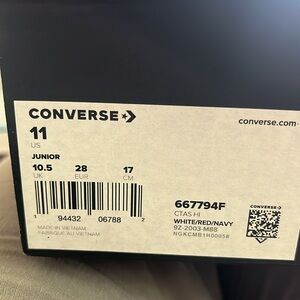 CONVERSE
converse.com
11
US
JUNIOR
10.5 28 17
UK EUR CM
667794F
CTAS HI
WHITE/RED/NAVY
9Z-2003-M88
NGKCMB1H00058
CONVERSE
1 94432 06788 2
MADE IN VIETNAM
FABRIQUÉ AU VIETNAM